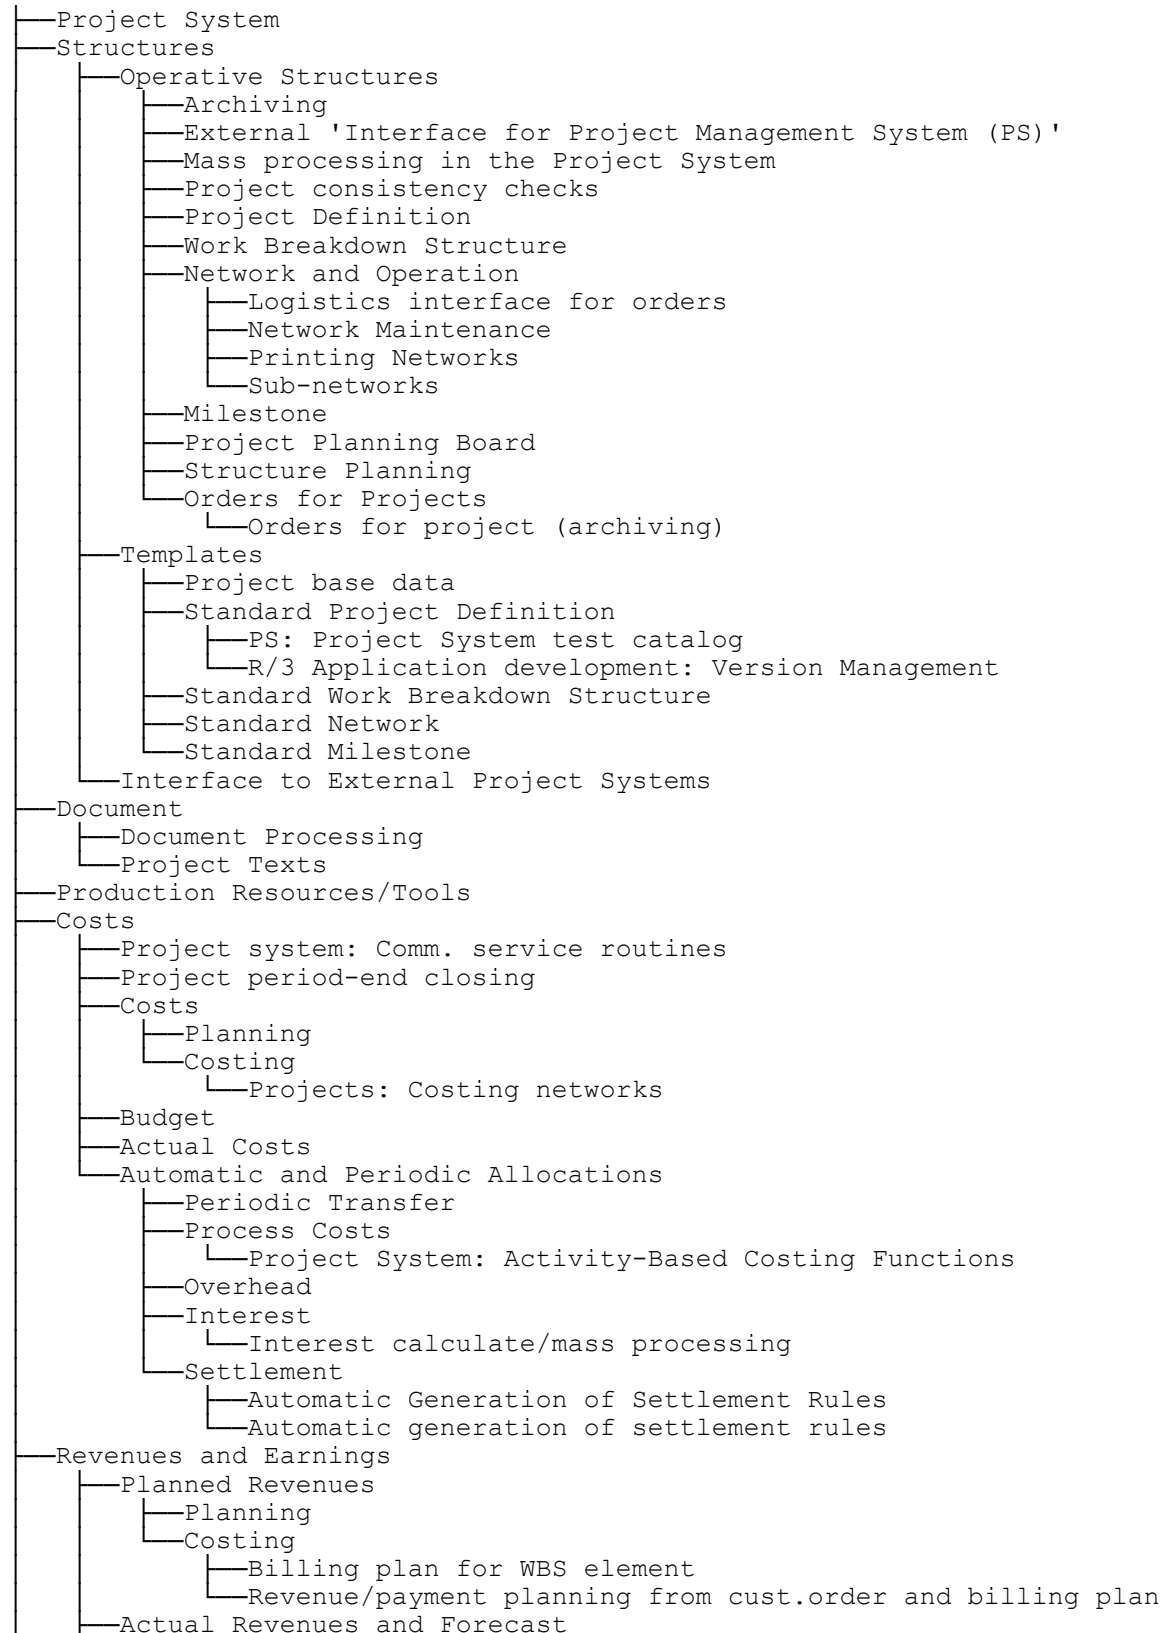 Project System
Structures
Operative Structures
Archiving
External 'Interface for Project Management System (PS)'
Mass processing in the Project System
Project consistency checks
Project Definition
Work Breakdown Structure
Network and Operation
Logistics interface for orders
Network Maintenance
Printing Networks
Sub-networks
Milestone
Project Planning Board
Structure Planning
Orders for Projects
Orders for project (archiving)
Templates
Project base data
Standard Project Definition
PS: Project System test catalog
R/3 Application development: Version Management
Standard Work Breakdown Structure
Standard Network
Standard Milestone
Interface to External Project Systems
Document
Document Processing
Project Texts
Production Resources/Tools
Costs
Project system: Comm. service routines
Project period-end closing
Costs
Planning
Costing
Projects: Costing networks
Budget
Actual Costs
Automatic and Periodic Allocations
Periodic Transfer
Process Costs
Project System: Activity-Based Costing Functions
Overhead
Interest
Interest calculate/mass processing
Settlement
Automatic Generation of Settlement Rules
Automatic generation of settlement rules
Revenues and Earnings
Planned Revenues
Planning
Costing
Billing plan for WBS element
Revenue/payment planning from cust.order and billing plan
Actual Revenues and Forecast